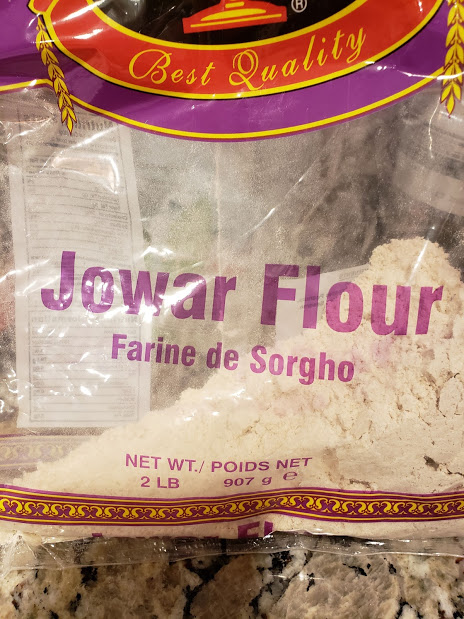 ®
Best Quality
Jowar Flour
Farine de Sorgho
NET WT./ POIDS NET
2 LB 907 g ℮